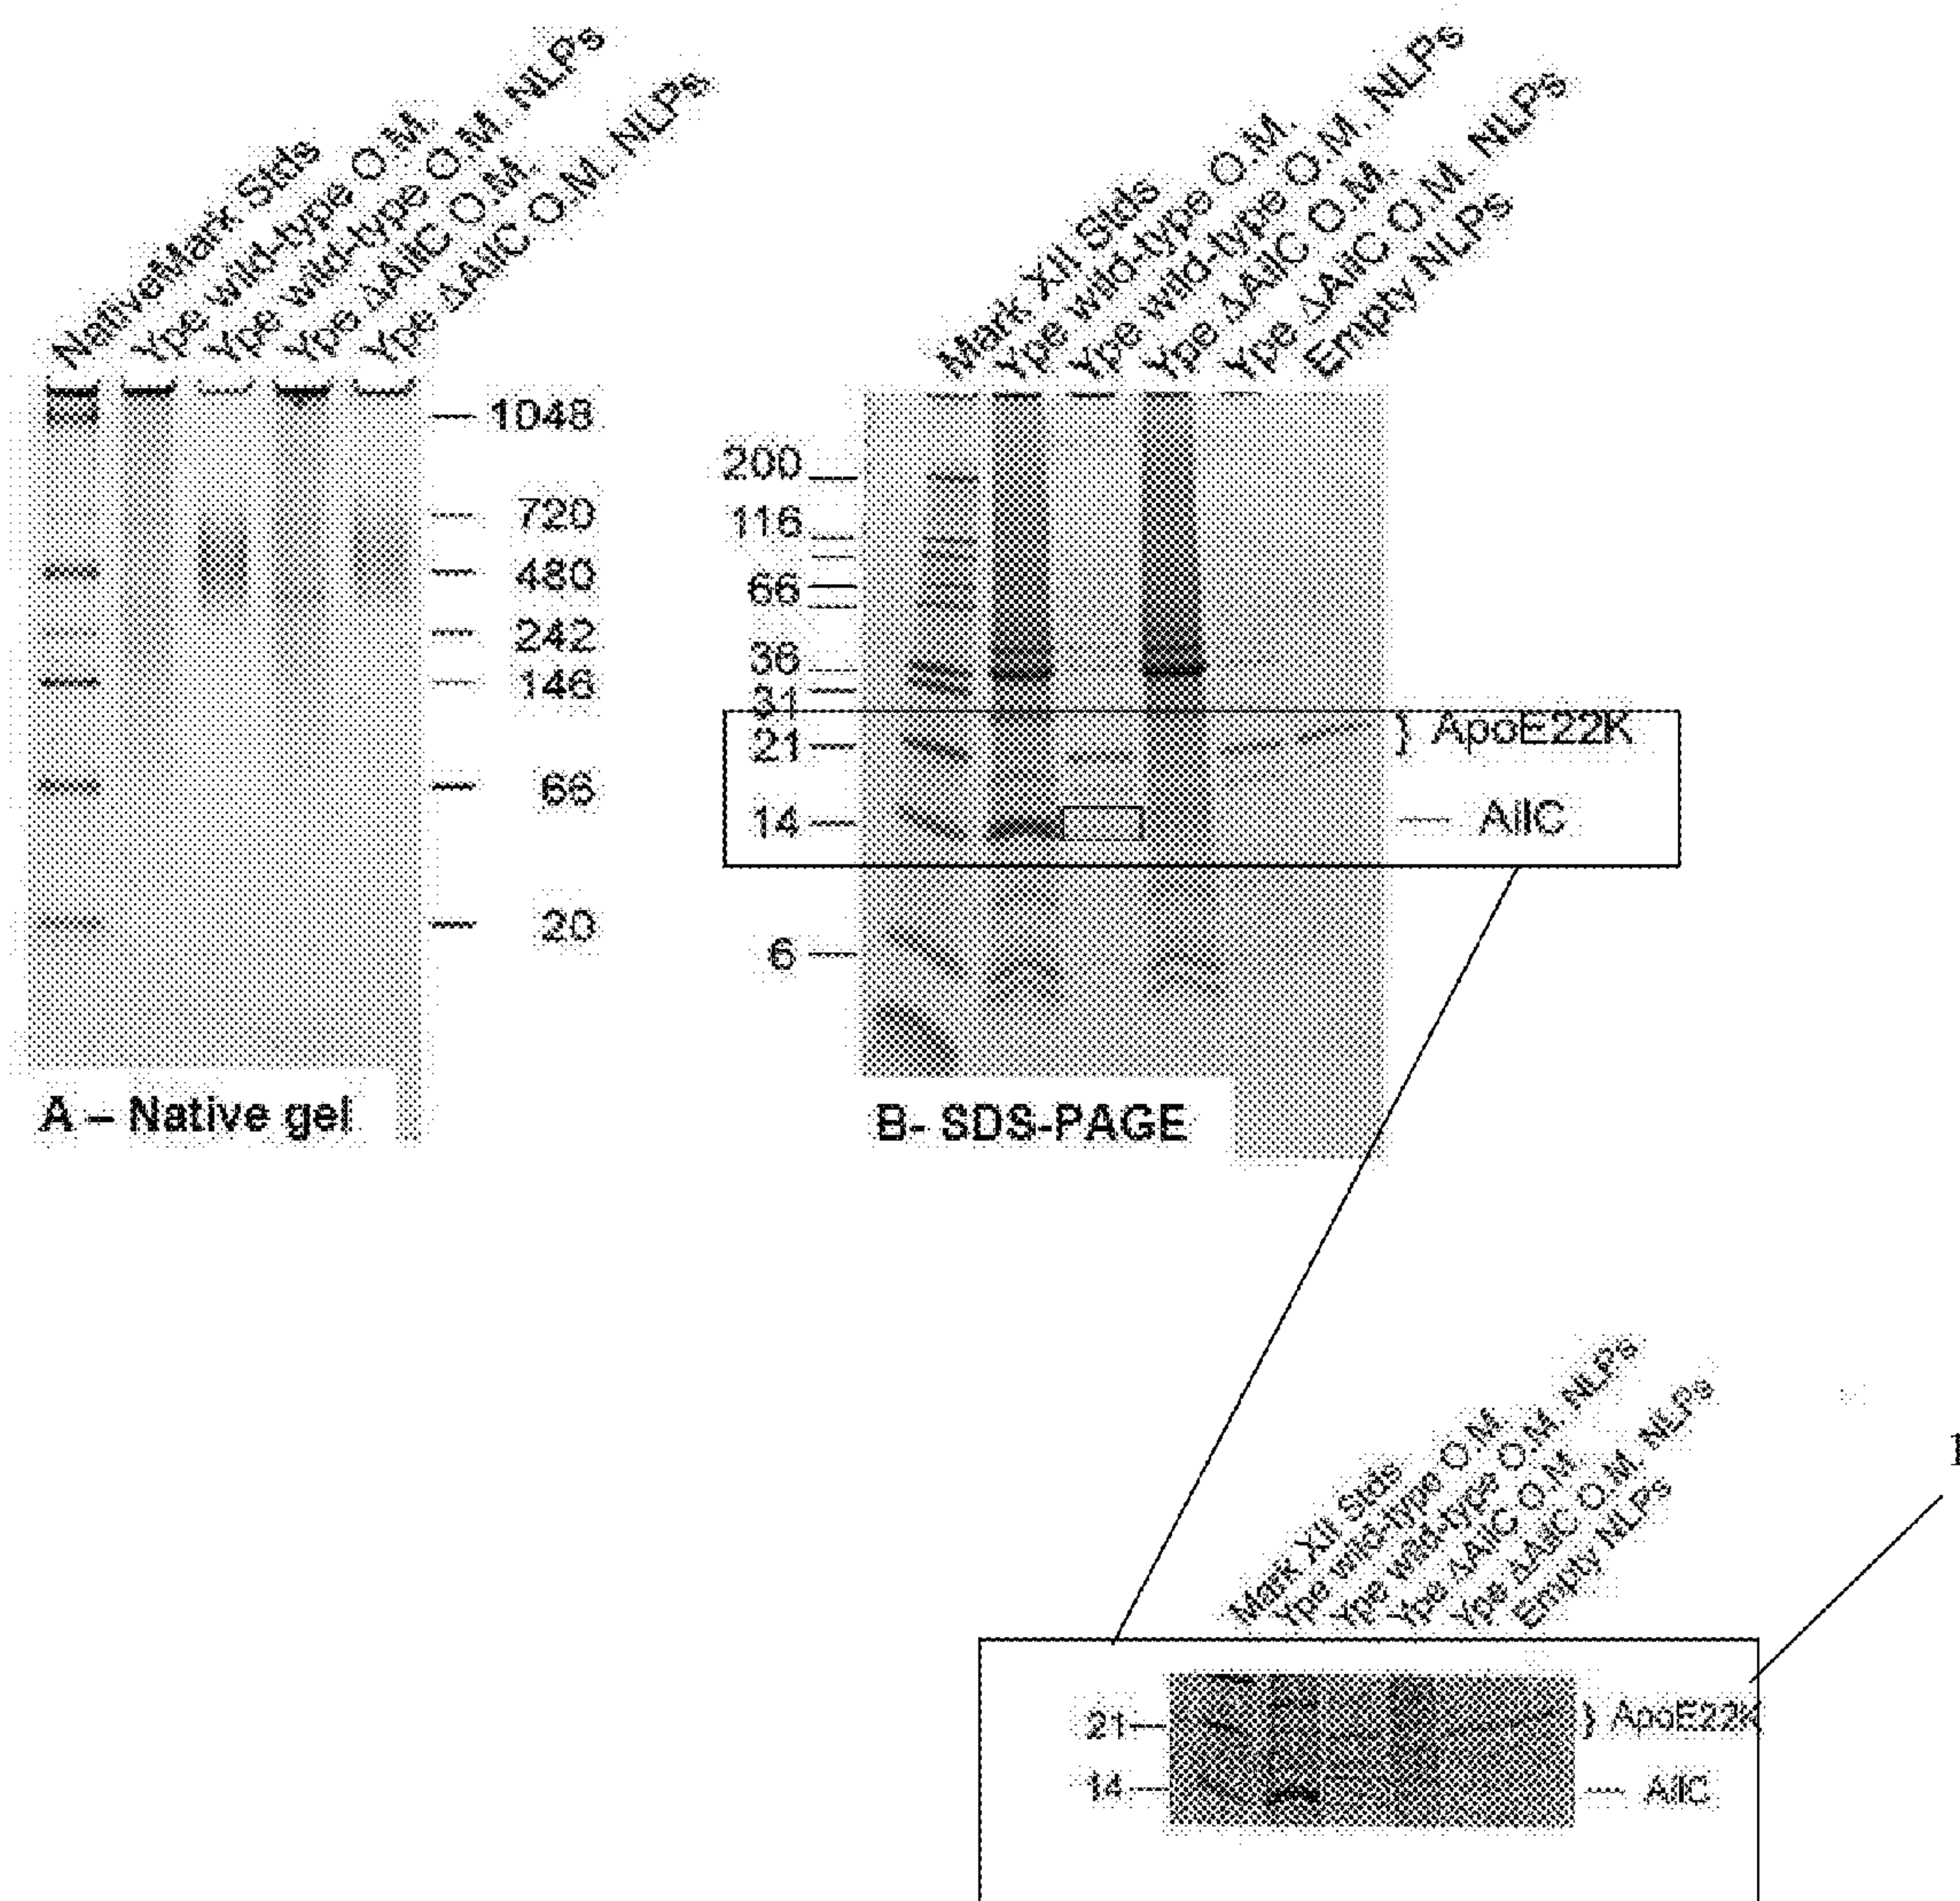 NativeMark Stds
Ype wild-type O.M.
Ype wild-type O.M. NLPs
Ype ΔAilC O.M.
Ype ΔAilC O.M. NLPs
1048
720
480
242
146
66
20
A – Native gel
Mark XII Stds
Ype wild-type O.M.
Ype wild-type O.M. NLPs
Ype ΔAilC O.M.
Ype ΔAilC O.M. NLPs
Empty NLPs
200
116
66
36
31
21
14
6
} ApoE22K
AilC
B- SDS-PAGE
Mark XII Stds
Ype wild-type O.M.
Ype wild-type O.M. NLPs
Ype ΔAilC O.M.
Ype ΔAilC O.M. NLPs
Empty NLPs
21
14
} ApoE22K
AilC